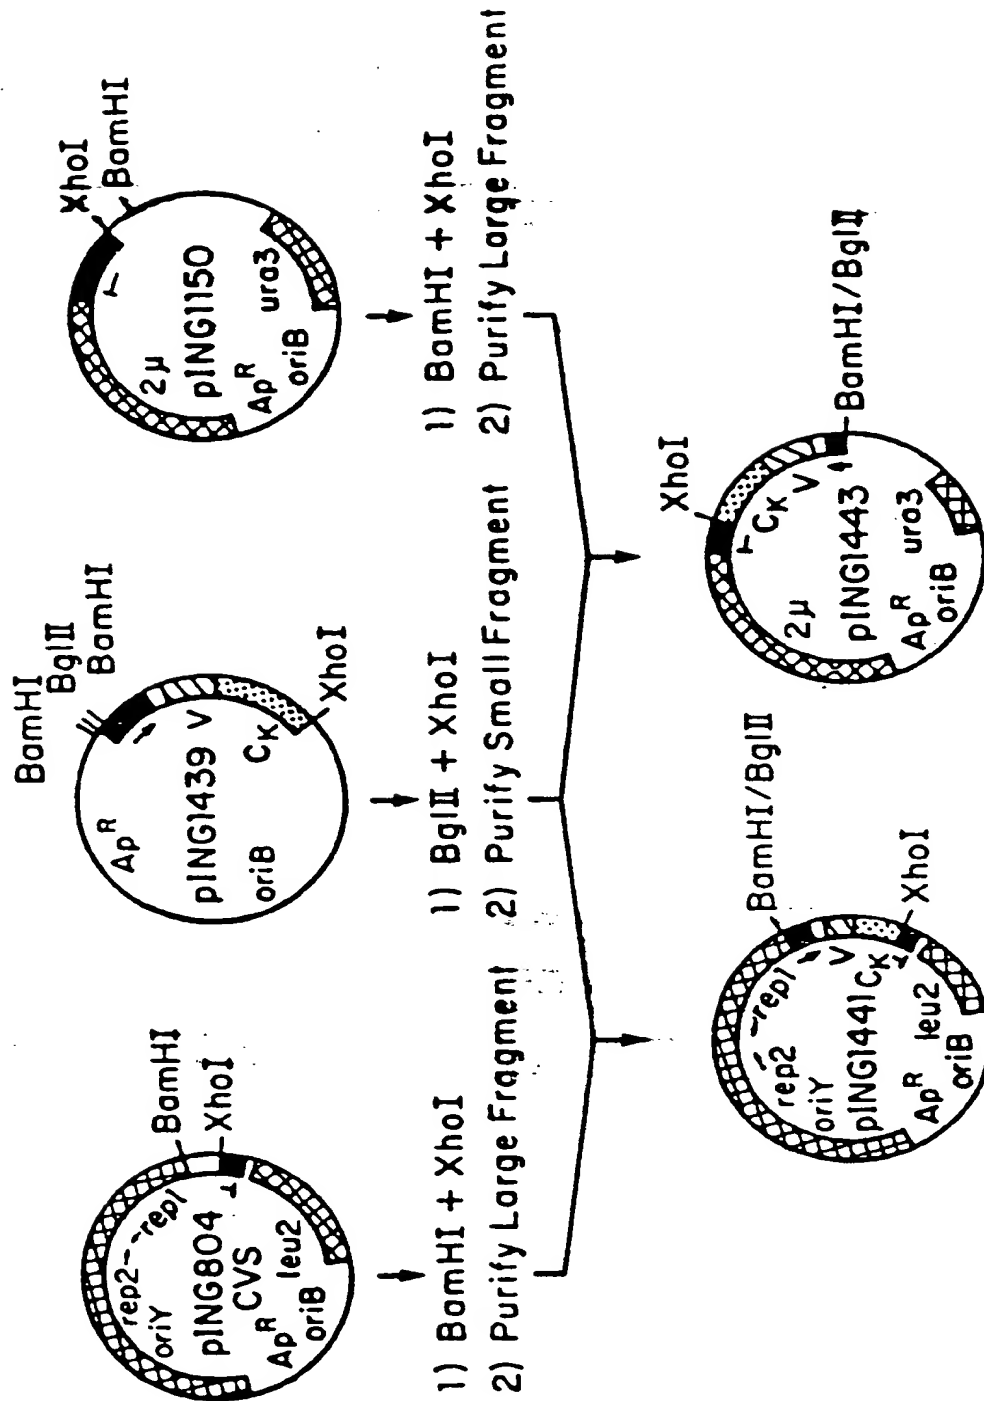 BamHI
XhoI
rep2
rep1
oriY
pING804
CVS
Ap^R
leu2
oriB
BamHI
BglII
BamHI
Ap^R
pING1439
V
C_K
oriB
XhoI
XhoI
BamHI
2μ
pING1150
Ap^R
ura3
oriB
1) BamHI + XhoI
2) Purify Large Fragment
1) BglII + XhoI
2) Purify Small Fragment
1) BamHI + XhoI
2) Purify Large Fragment
BamHI/BglII
rep1
rep2
oriY
V
pING1441
C_K
XhoI
Ap^R
leu2
oriB
XhoI
C_K
V
2μ
pING1443
BamHI/BglII
Ap^R
ura3
oriB